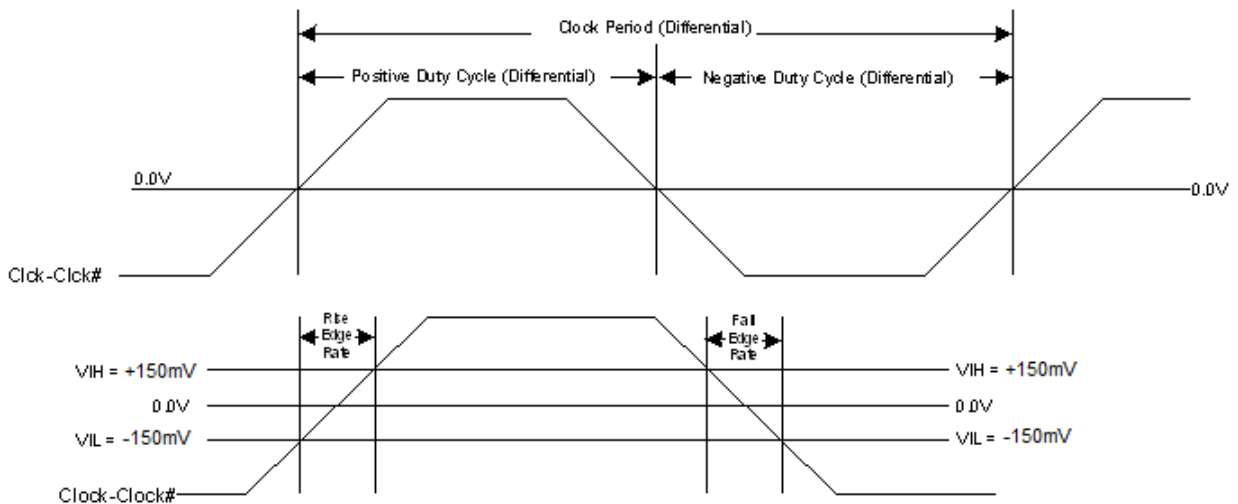 Clock Period (Differential)
Positive Duty Cycle (Differential)
Negative Duty Cycle (Differential)
0.0V
0.0V
Clck-Clck#
Rise
Edge
Rate
Fall
Edge
Rate
VIH = +150mV
VIH = +150mV
0.0V
0.0V
VIL = -150mV
VIL = -150mV
Clock-Clock#